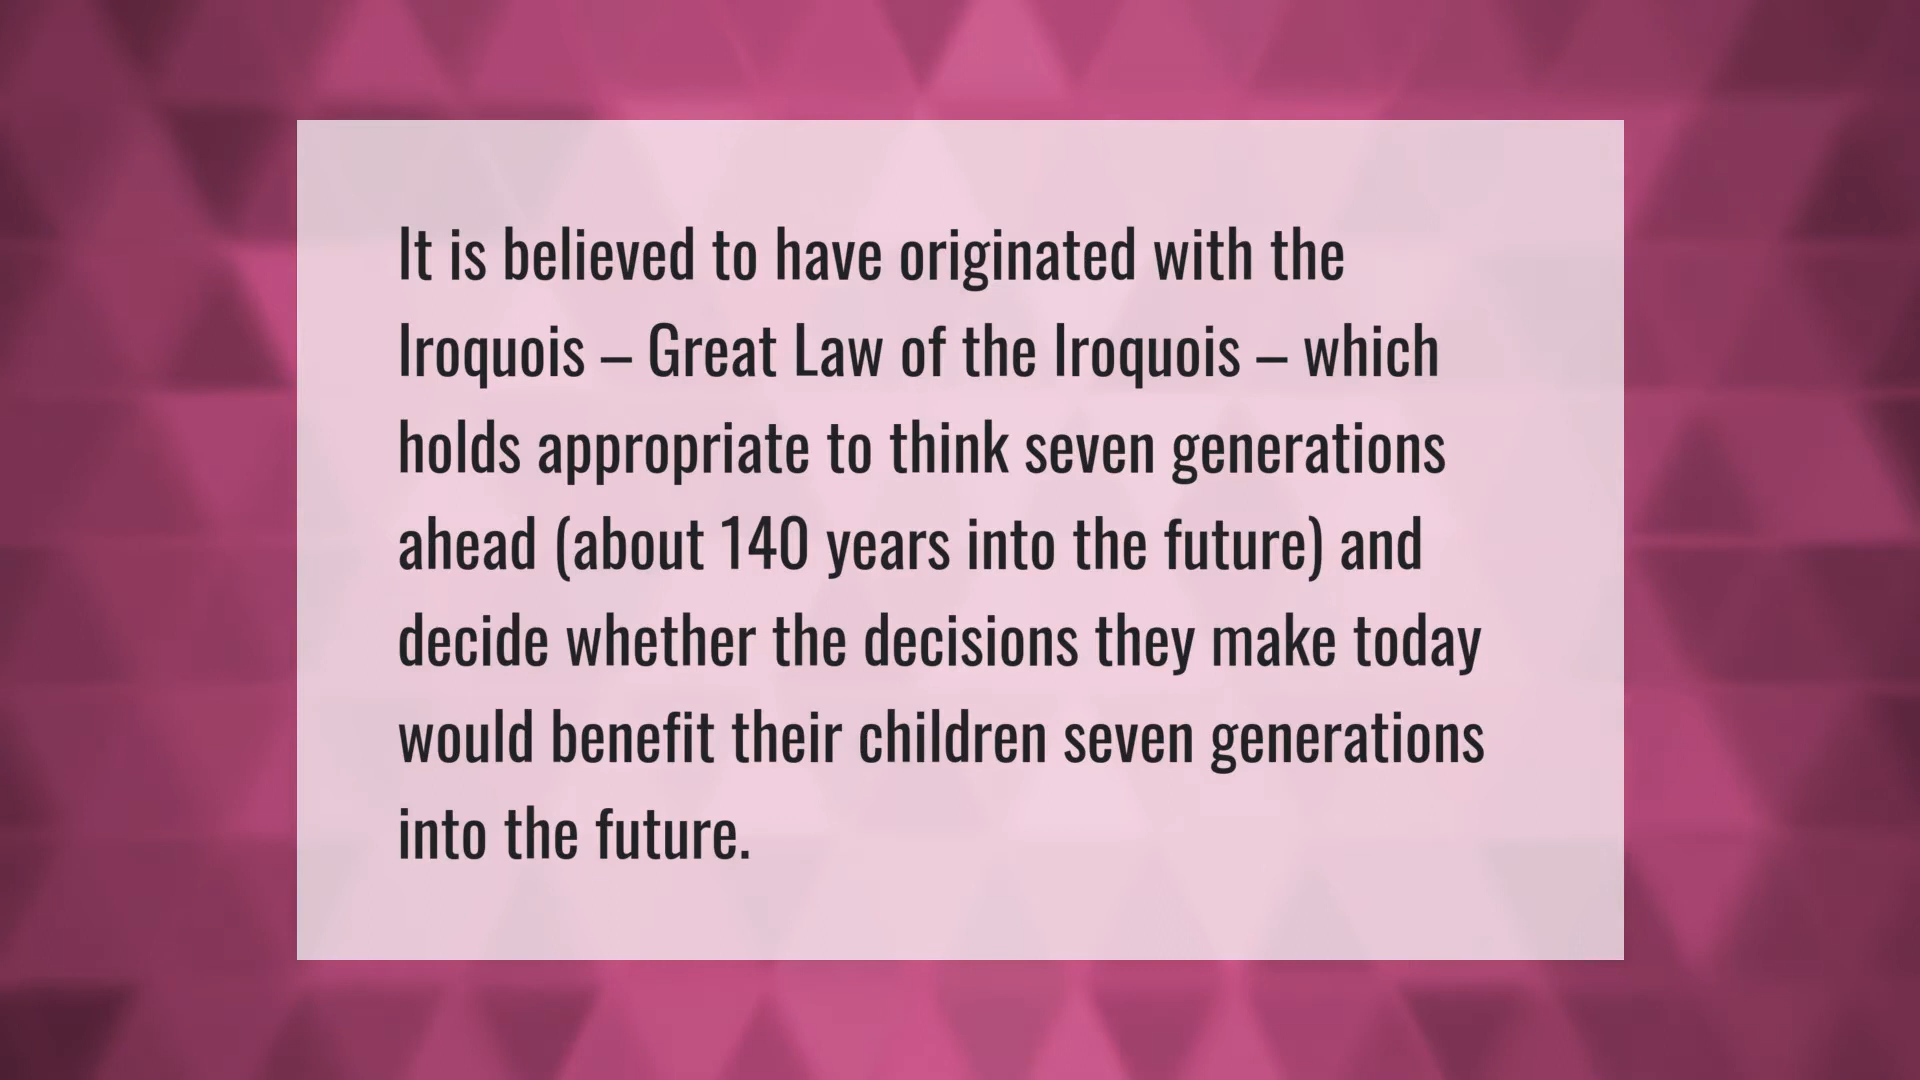 It is believed to have originated with the
Iroquois – Great Law of the Iroquois – which
holds appropriate to think seven generations
ahead (about 140 years into the future) and
decide whether the decisions they make today
would benefit their children seven generations
into the future.